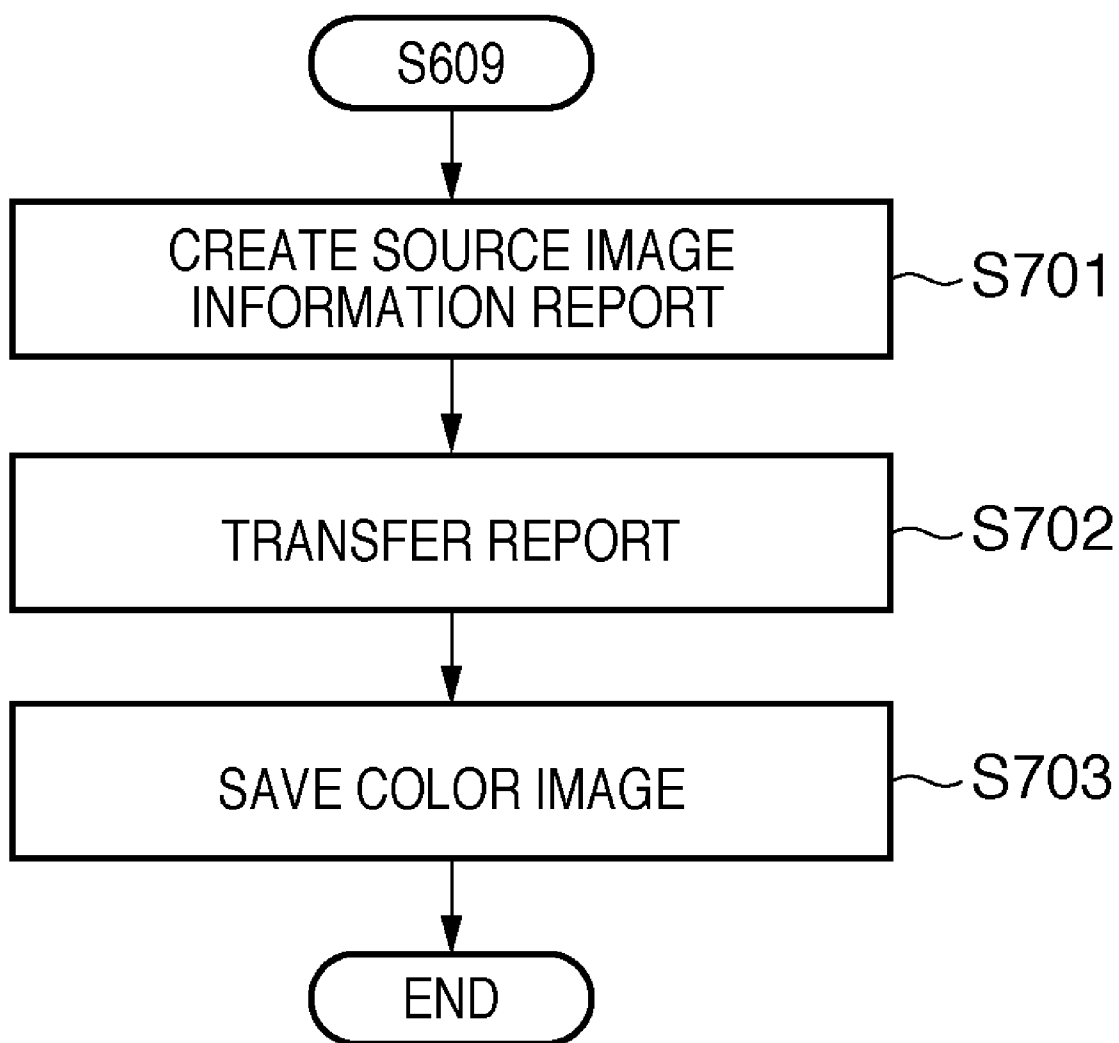 S609
CREATE SOURCE IMAGE
INFORMATION REPORT
S701
TRANSFER REPORT
S702
SAVE COLOR IMAGE
S703
END